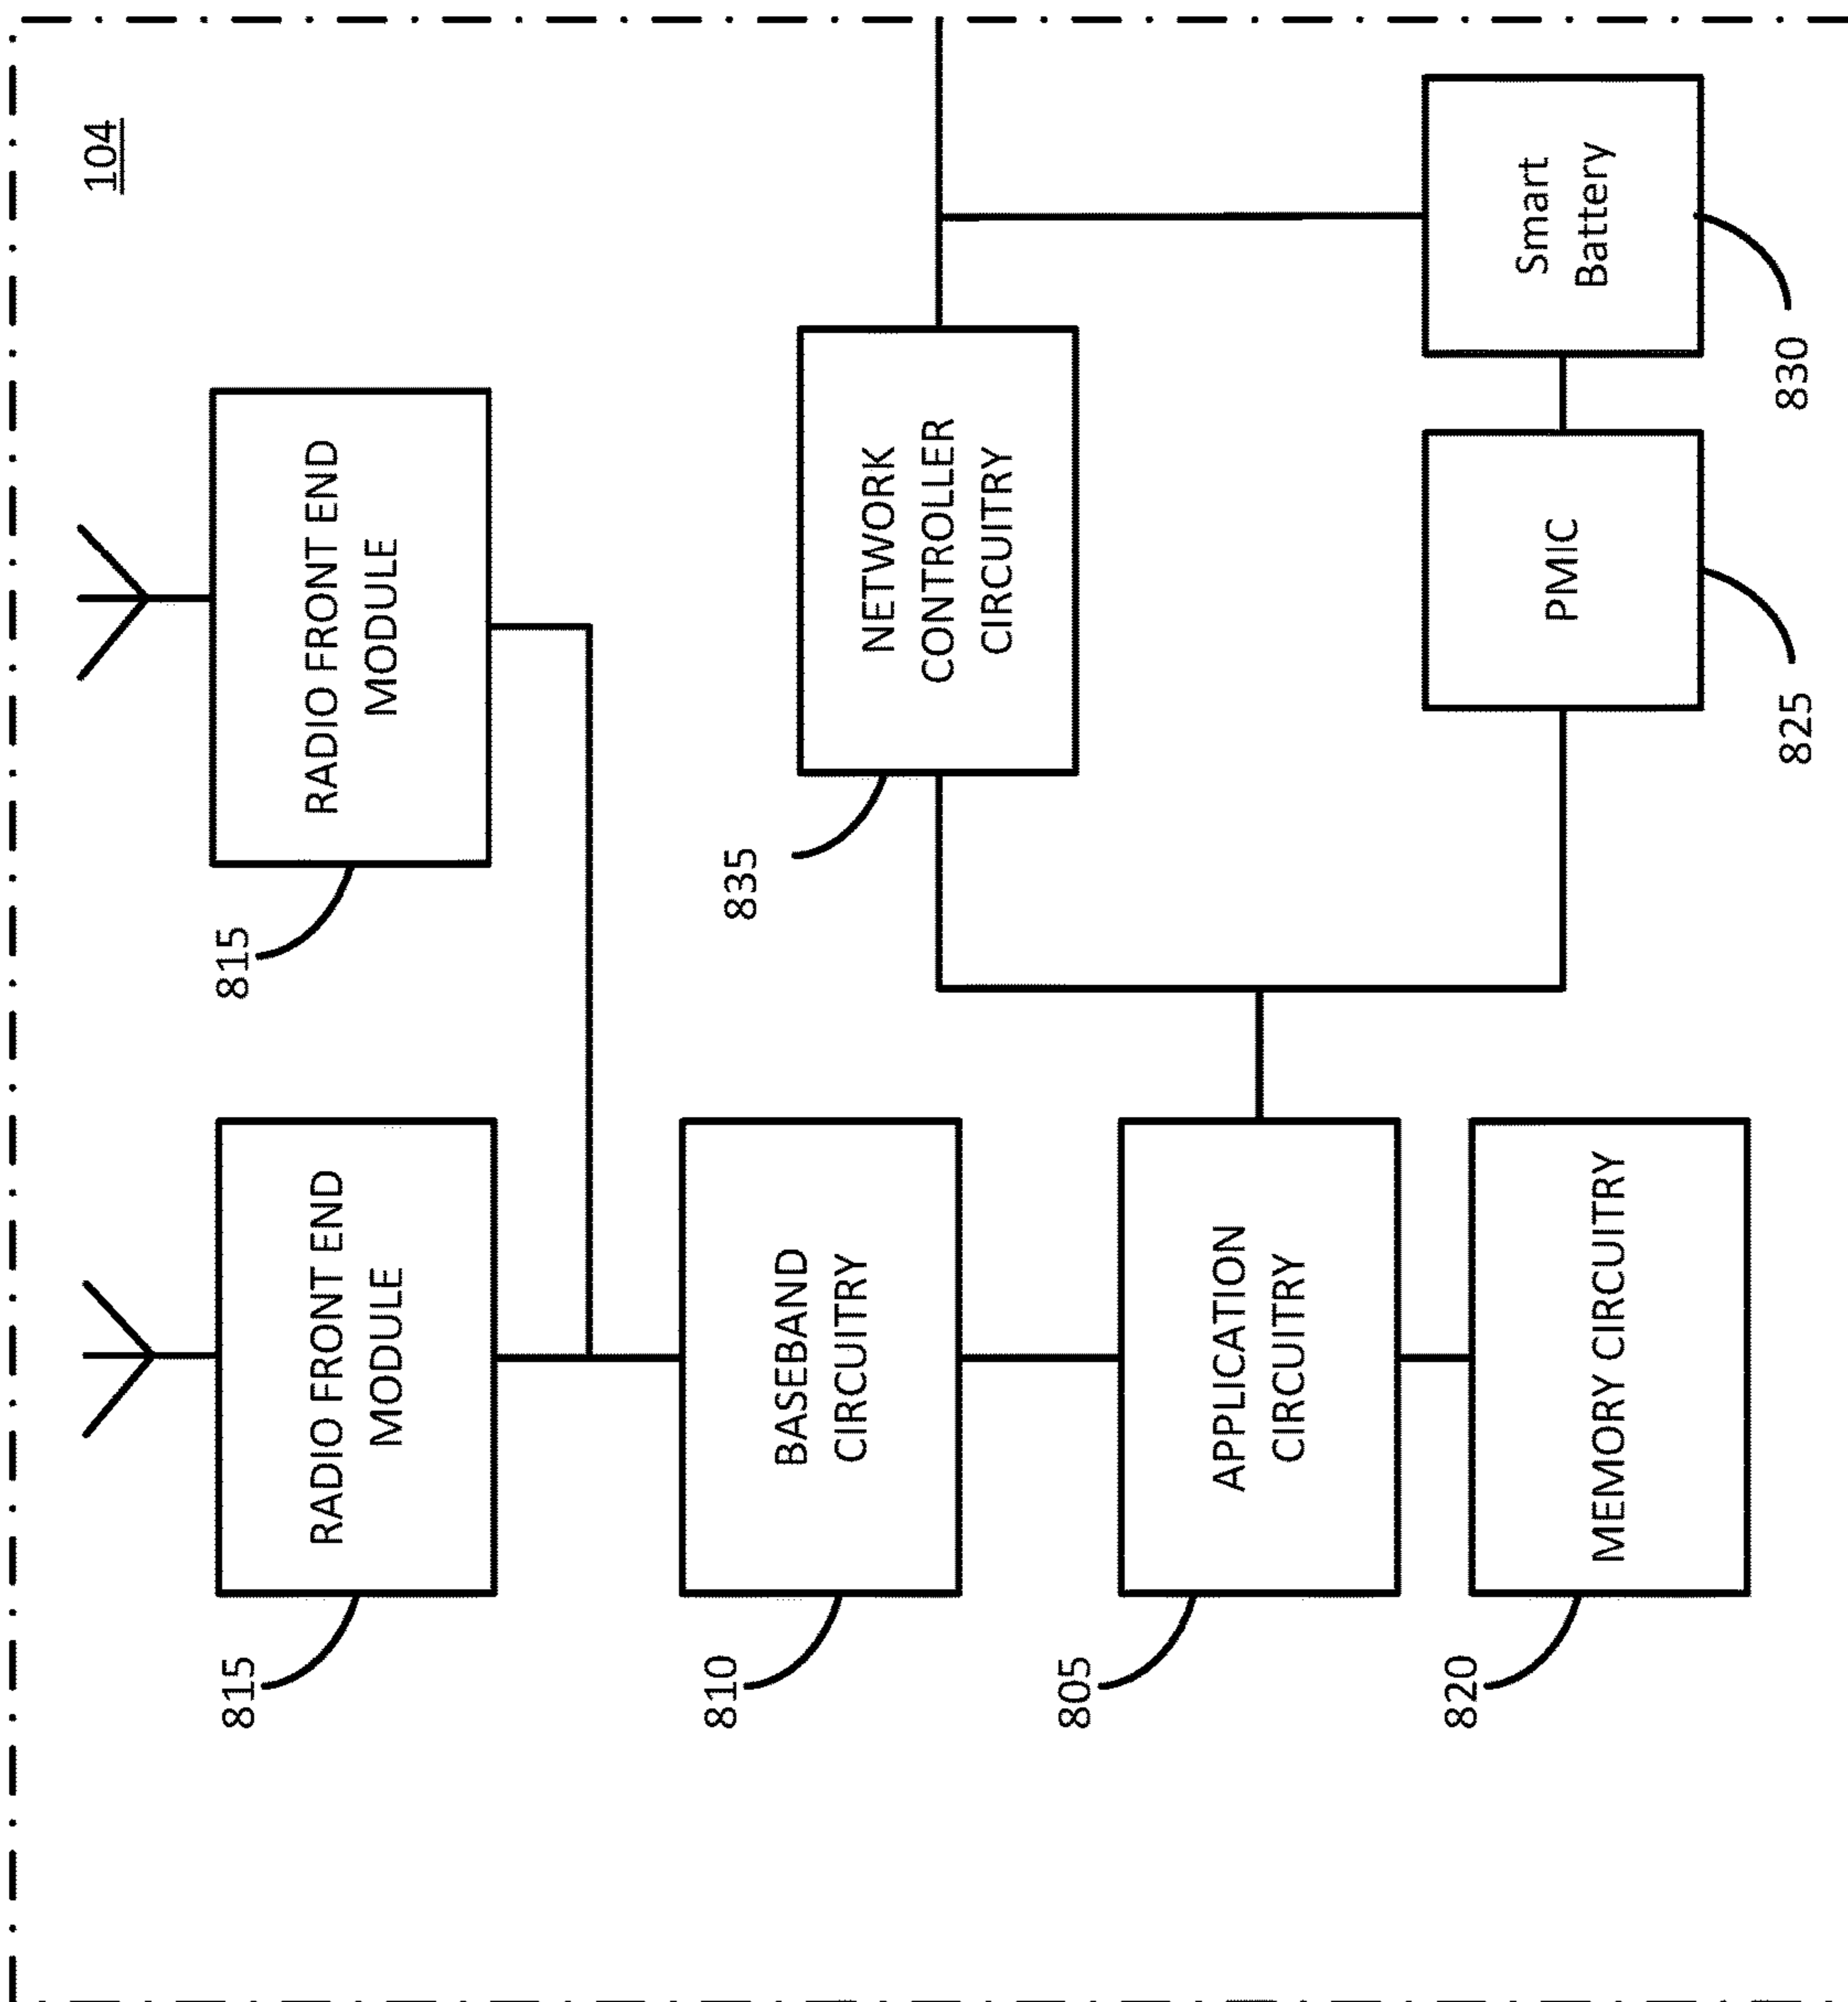 104
815
RADIO FRONT END
MODULE
815
RADIO FRONT END
MODULE
810
BASEBAND
CIRCUITRY
835
NETWORK
CONTROLLER
CIRCUITRY
805
APPLICATION
CIRCUITRY
820
MEMORY CIRCUITRY
PMIC
825
Smart
Battery
830